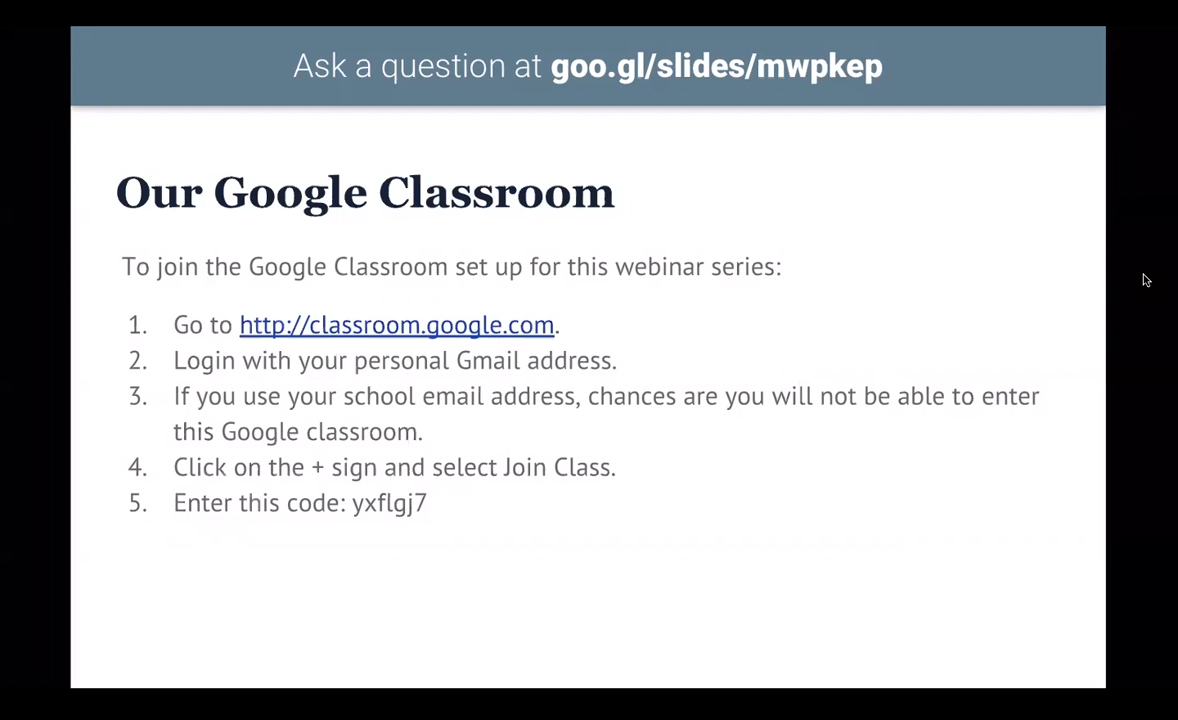 Ask a question at goo.gl/slides/mwpkep
Our Google Classroom
To join the Google Classroom set up for this webinar series:
1. Go to http://classroom.google.com.
2. Login with your personal Gmail address.
3. If you use your school email address, chances are you will not be able to enter
this Google classroom.
4. Click on the + sign and select Join Class.
5. Enter this code: yxflgj7